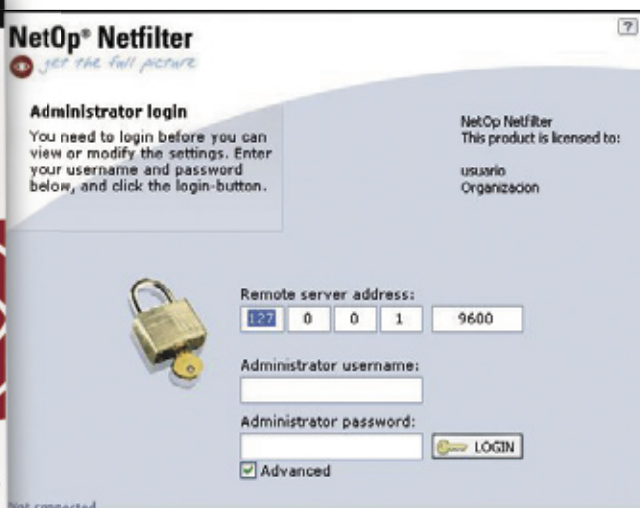 NetOp® Netfilter
get the full picture
Administrator login
You need to login before you can
view or modify the settings. Enter
your username and password
below, and click the login-button.
NetOp Netfilter
This product is licensed to:
usuario
Organizacion
?
Remote server address:
127 0 0 1 9600
Administrator username:
Administrator password:
LOGIN
Advanced
Not connected